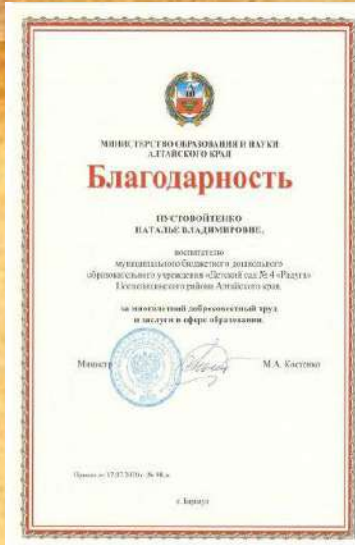 МИНИСТЕРСТВО ОБРАЗОВАНИЯ И НАУКИ
АЛТАЙСКОГО КРАЯ
Благодарность
ПУСТОВОЙТЕНКО
НАТАЛЬЕ ВЛАДИМИРОВНЕ,
воспитателю
муниципального бюджетного дошкольного
образовательного учреждения «Детский сад № 4 «Радуга»
района Алтайского края,
за многолетний добросовестный труд
и заслуги в сфере образования
Министр М.А. Костенко
г. Барнаул